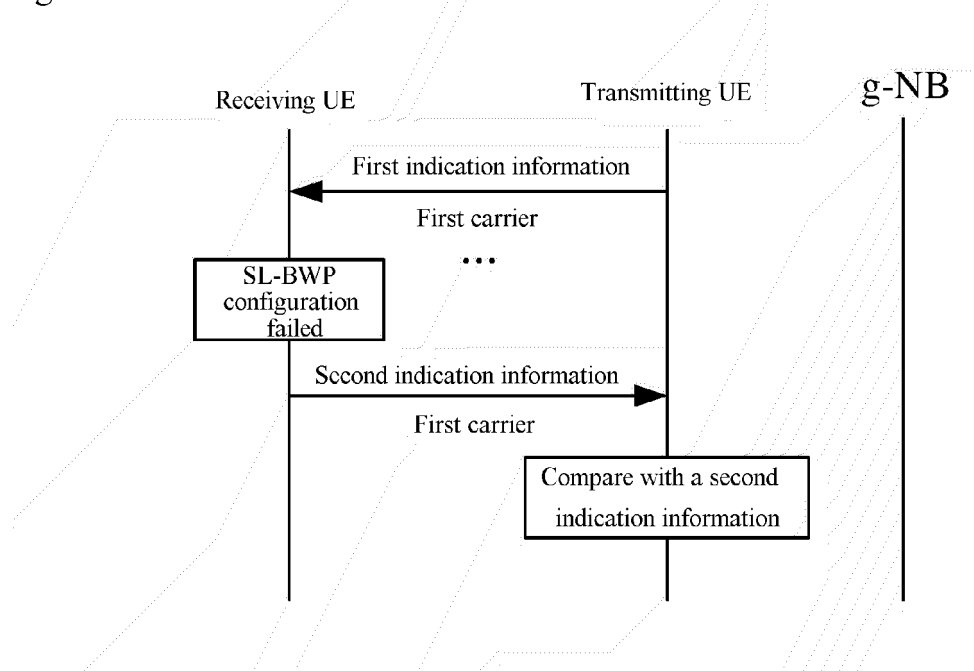 g
Receiving UE
Transmitting UE
g-NB
First indication information
First carrier
...
SL-BWP
configuration
failed
Second indication information
First carrier
Compare with a second
indication information